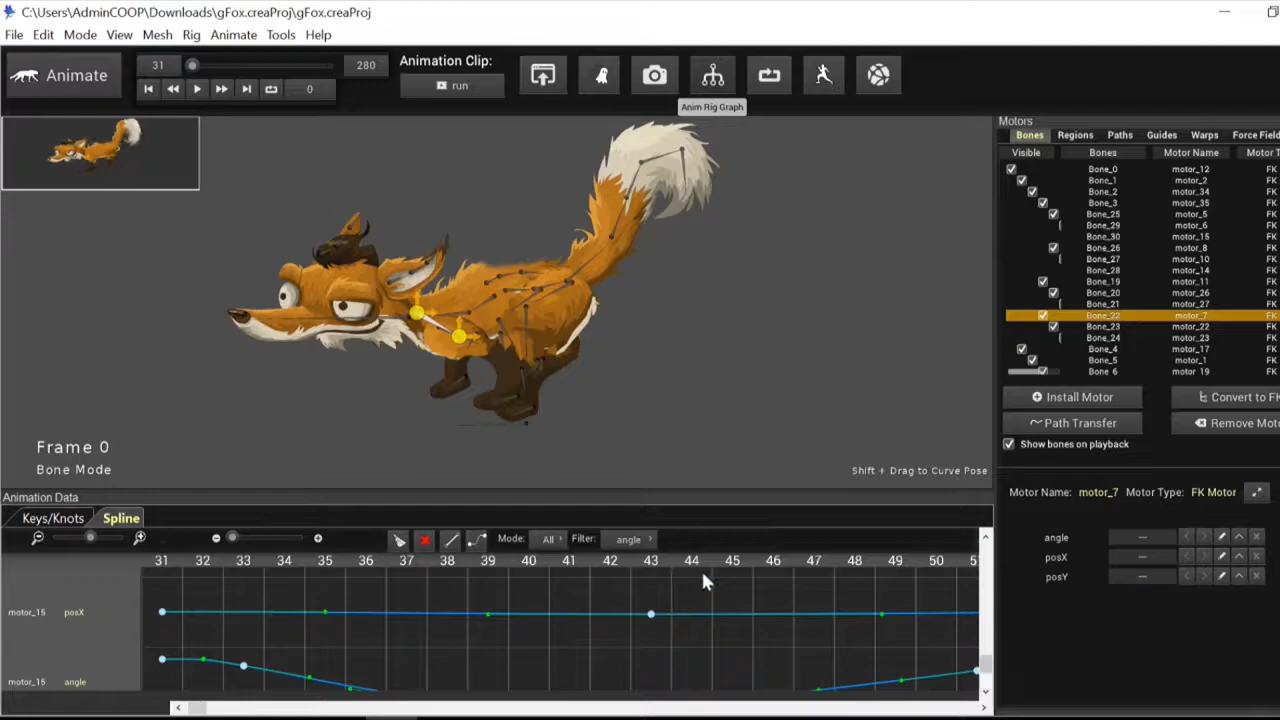 C:\Users\AdminCOOP\Downloads\gFox.creaProj\gFox.creaProj
File Edit Mode View Mesh Rig Animate Tools Help
Animate
31
280
0
Animation Clip:
run
Anim Rig Graph
Motors
Bones Regions Paths Guides Warps Force Field
Visible Bones Motor Name Motor T
Bone_0 motor_12 FK
Bone_1 motor_2 FK
Bone_2 motor_34 FK
Bone_3 motor_35 FK
Bone_25 motor_5 FK
Bone_29 motor_6 FK
Bone_30 motor_15 FK
Bone_26 motor_8 FK
Bone_27 motor_10 FK
Bone_28 motor_14 FK
Bone_19 motor_11 FK
Bone_20 motor_26 FK
Bone_21 motor_27 FK
Bone_22 motor_7 FK
Bone_23 motor_22 FK
Bone_24 motor_23 FK
Bone_4 motor_17 FK
Bone_5 motor_1 FK
Bone 6 motor 19 FK
Install Motor Convert to FK
Path Transfer Remove Moto
Show bones on playback
Motor Name: motor_7 Motor Type: FK Motor
angle
posX
posY
Frame 0
Bone Mode
Shift + Drag to Curve Pose
Animation Data
Keys/Knots Spline
Mode: All Filter: angle
31 32 33 34 35 36 37 38 39 40 41 42 43 44 45 46 47 48 49 50 5
motor_15 posX
motor_15 angle